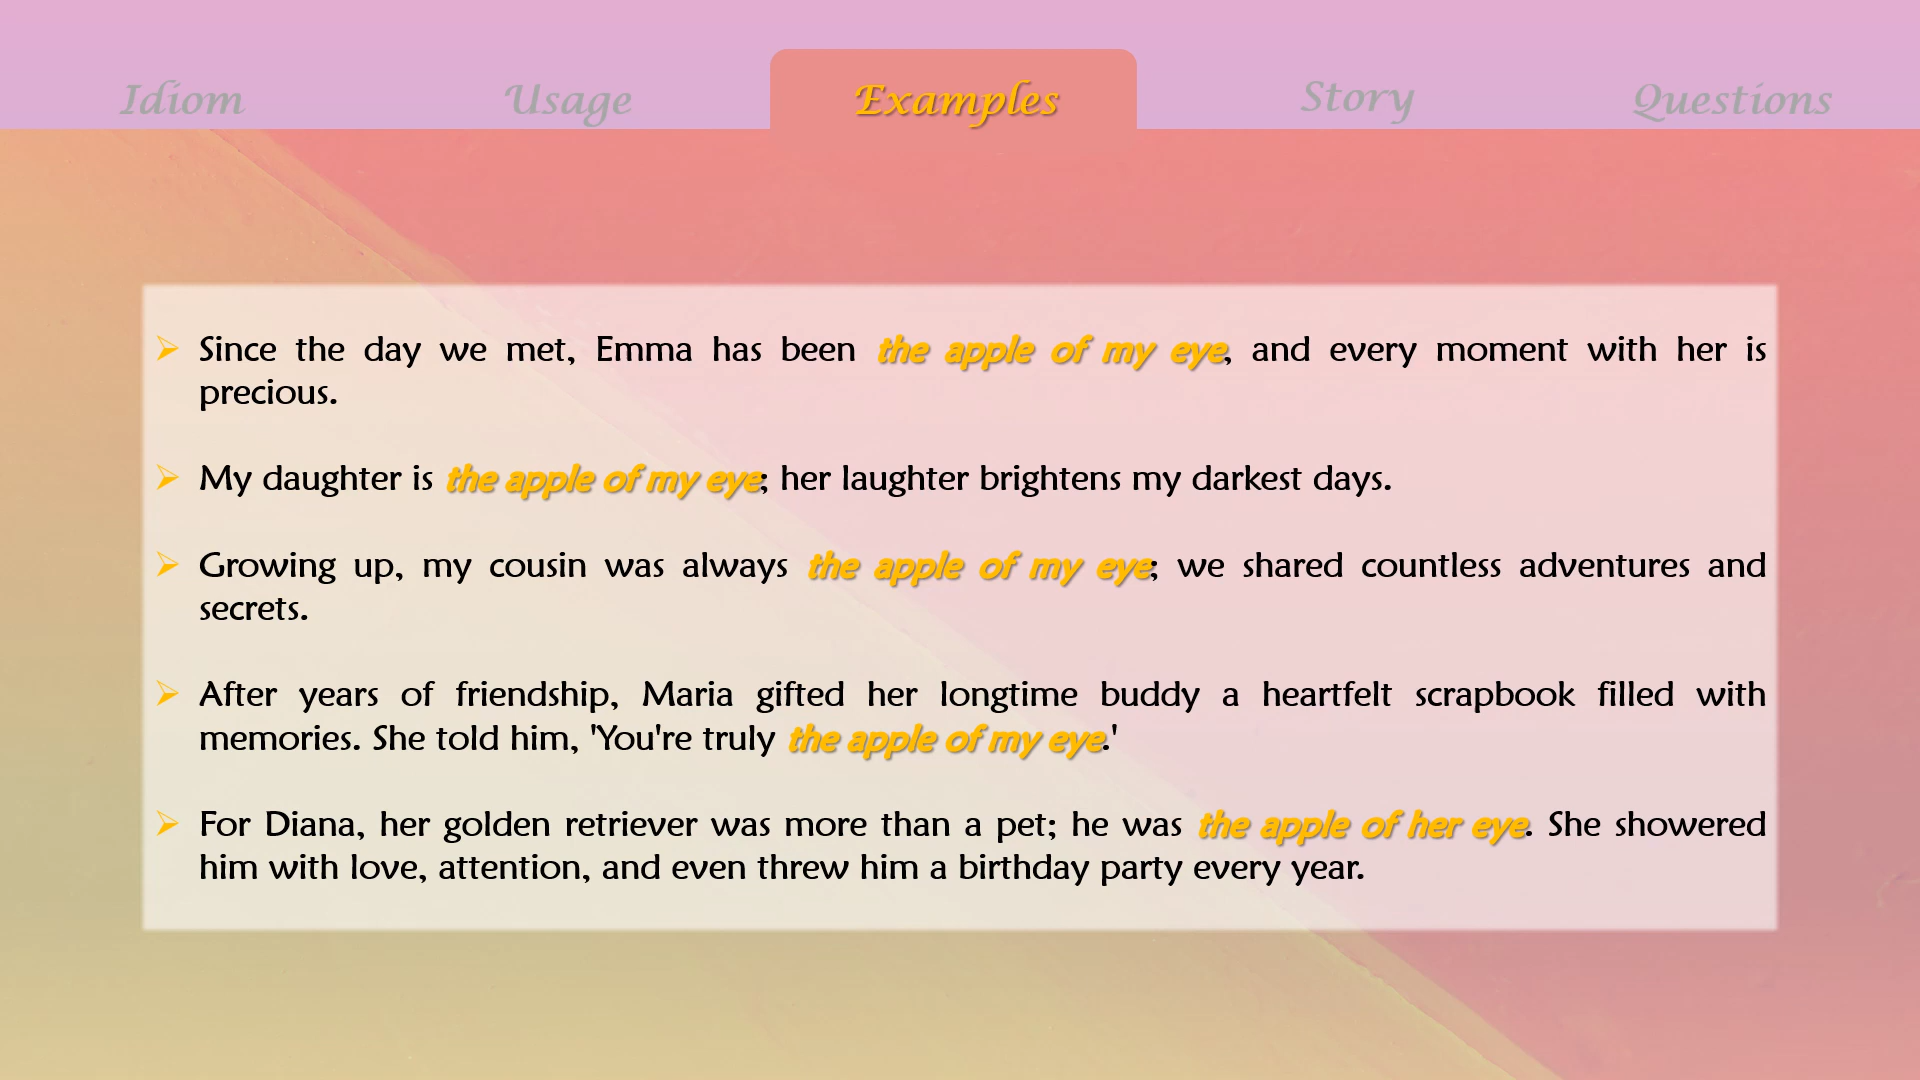 Idiom Usage Examples Story Questions
➢ Since the day we met, Emma has been the apple of my eye, and every moment with her is
precious.
➢ My daughter is the apple of my eye; her laughter brightens my darkest days.
➢ Growing up, my cousin was always the apple of my eye; we shared countless adventures and
secrets.
➢ After years of friendship, Maria gifted her longtime buddy a heartfelt scrapbook filled with
memories. She told him, 'You're truly the apple of my eye.'
➢ For Diana, her golden retriever was more than a pet; he was the apple of her eye. She showered
him with love, attention, and even threw him a birthday party every year.